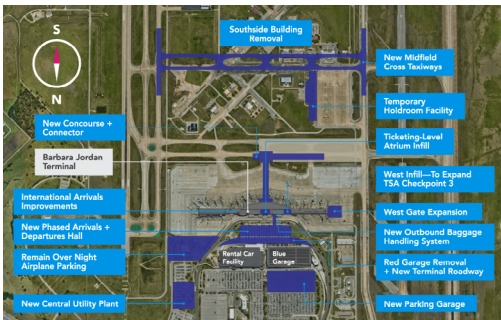 Southside Building
Removal
S
N
New Midfield
Cross Taxiways
Temporary
Holdroom Facility
New Concourse +
Connector
Ticketing-Level
Atrium Infill
Barbara Jordan
Terminal
West Infill—To Expand
TSA Checkpoint 3
International Arrivals
Improvements
West Gate Expansion
New Phased Arrivals +
Departures Hall
New Outbound Baggage
Handling System
Remain Over Night
Airplane Parking
Rental Car
Facility
Blue
Garage
Red Garage Removal
+ New Terminal Roadway
New Central Utility Plant
New Parking Garage